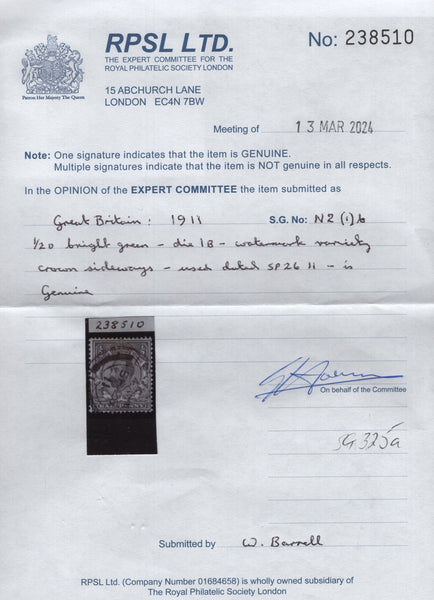 RPSL LTD.
THE EXPERT COMMITTEE FOR THE
ROYAL PHILATELIC SOCIETY LONDON
No: 238510
Patron Her Majesty The Queen
15 ABCHURCH LANE
LONDON EC4N 7BW
Meeting of 13 MAR 2024
Note: One signature indicates that the item is GENUINE.
Multiple signatures indicate that the item is NOT genuine in all respects.
In the OPINION of the EXPERT COMMITTEE the item submitted as
Great Britain: 1911 S.G. No: N2 (1) b
1/2D bright green - die 1B - watermark variety
crown sideways - used dated SP 26 11 - is
Genuine
238510
On behalf of the Committee
SG 325a
Submitted by W. Barrell
RPSL Ltd. (Company Number 01684658) is wholly owned subsidiary of
The Royal Philatelic Society London